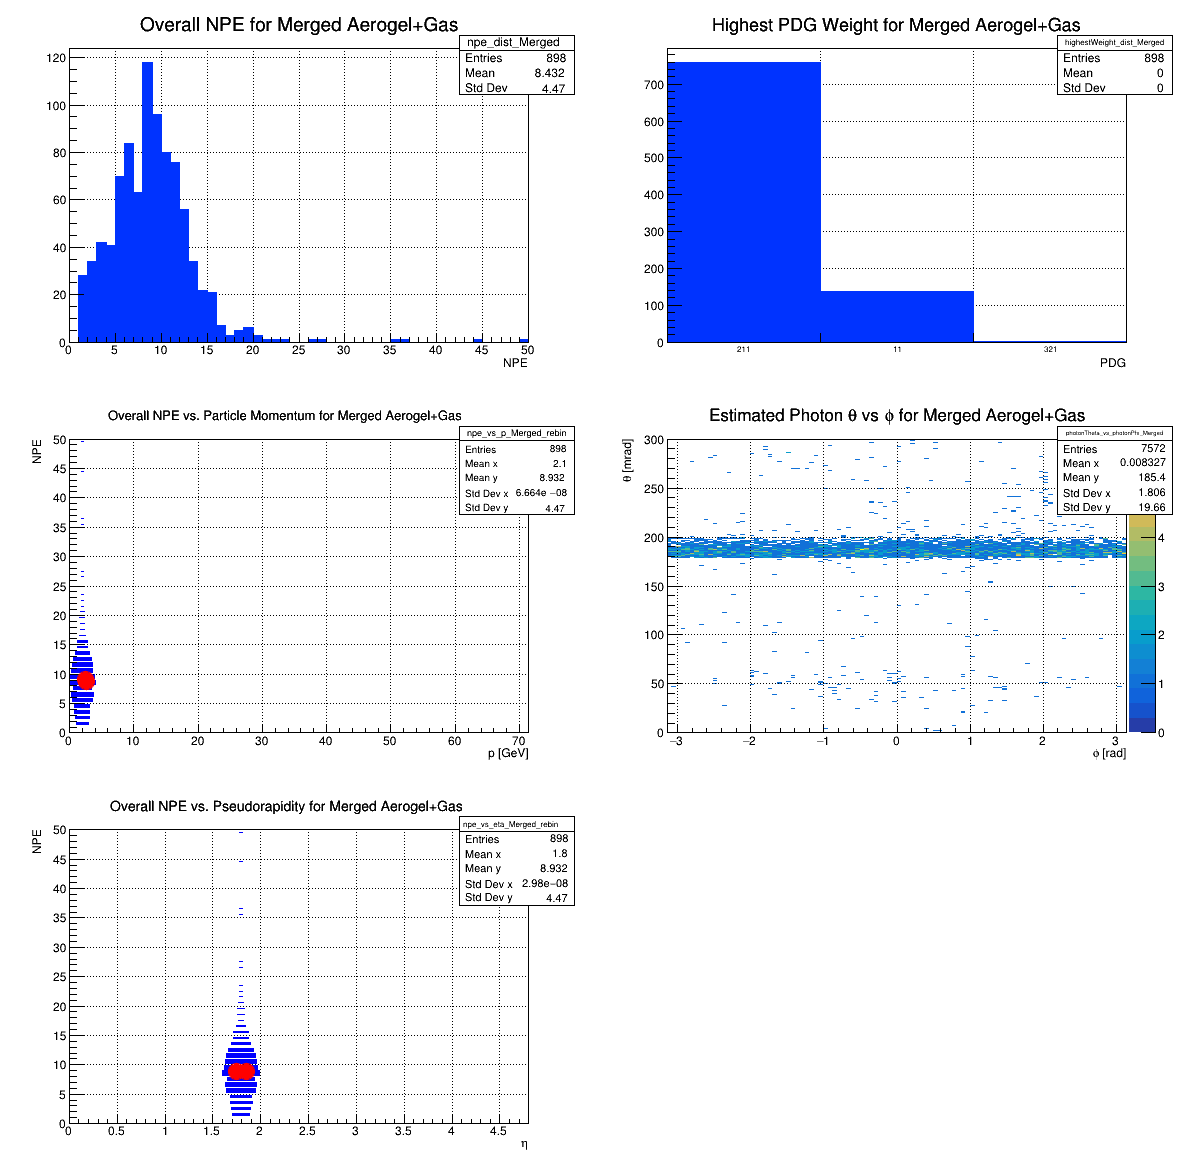 Overall NPE for Merged Aerogel+Gas
npe_dist_Merged
Entries 898
Mean 8.432
Std Dev 4.47
120
100
80
60
40
20
0
0 5 10 15 20 25 30 35 40 45 50
NPE
Highest PDG Weight for Merged Aerogel+Gas
highestWeight_dist_Merged
Entries 898
Mean 0
Std Dev 0
700
600
500
400
300
200
100
0
211 11 321
PDG
Overall NPE vs. Particle Momentum for Merged Aerogel+Gas
npe_vs_p_Merged_rebin
Entries 898
Mean x 2.1
Mean y 8.932
Std Dev x 6.664e −08
Std Dev y 4.47
NPE
50
45
40
35
30
25
20
15
10
5
0
0 10 20 30 40 50 60 70
p [GeV]
Estimated Photon θ vs ϕ for Merged Aerogel+Gas
photonTheta_vs_photonPhi_Merged
Entries 7572
Mean x 0.008327
Mean y 185.4
Std Dev x 1.806
Std Dev y 19.66
θ [mrad]
300
250
200
150
100
50
0
−3 −2 −1 0 1 2 3
ϕ [rad]
4
3
2
1
0
Overall NPE vs. Pseudorapidity for Merged Aerogel+Gas
npe_vs_eta_Merged_rebin
Entries 898
Mean x 1.8
Mean y 8.932
Std Dev x 2.98e−08
Std Dev y 4.47
NPE
50
45
40
35
30
25
20
15
10
5
0
0 0.5 1 1.5 2 2.5 3 3.5 4 4.5
η